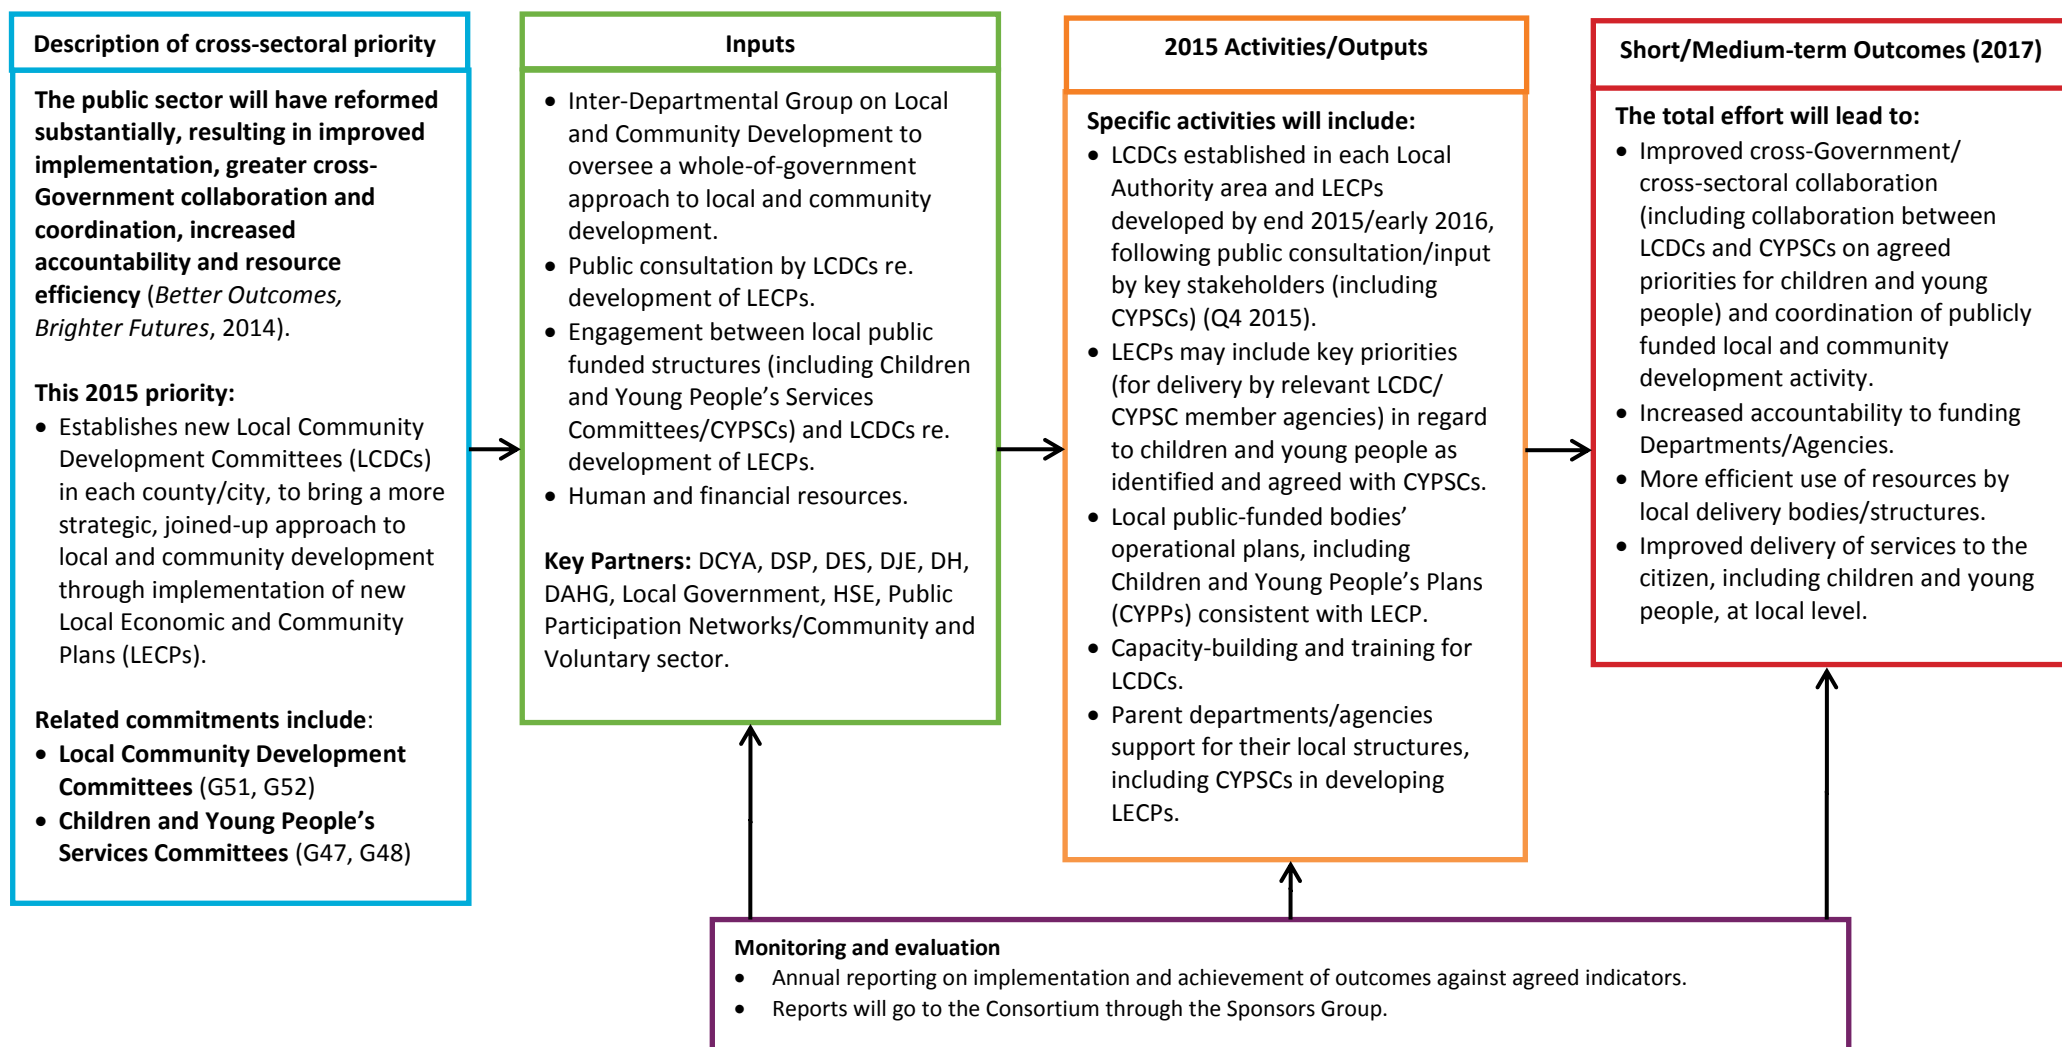 Description of cross-sectoral priority
The public sector will have reformed
substantially, resulting in improved
implementation, greater cross-
Government collaboration and
coordination, increased
accountability and resource
efficiency (Better Outcomes,
Brighter Futures, 2014).
This 2015 priority:
• Establishes new Local Community
Development Committees (LCDCs)
in each county/city, to bring a more
strategic, joined-up approach to
local and community development
through implementation of new
Local Economic and Community
Plans (LECPs).
Related commitments include:
• Local Community Development
Committees (G51, G52)
• Children and Young People’s
Services Committees (G47, G48)
Inputs
• Inter-Departmental Group on Local
and Community Development to
oversee a whole-of-government
approach to local and community
development.
• Public consultation by LCDCs re.
development of LECPs.
• Engagement between local public
funded structures (including Children
and Young People’s Services
Committees/CYPSCs) and LCDCs re.
development of LECPs.
• Human and financial resources.
Key Partners: DCYA, DSP, DES, DJE, DH,
DAHG, Local Government, HSE, Public
Participation Networks/Community and
Voluntary sector.
2015 Activities/Outputs
Specific activities will include:
• LCDCs established in each Local
Authority area and LECPs
developed by end 2015/early 2016,
following public consultation/input
by key stakeholders (including
CYPSCs) (Q4 2015).
• LECPs may include key priorities
(for delivery by relevant LCDC/
CYPSC member agencies) in regard
to children and young people as
identified and agreed with CYPSCs.
• Local public-funded bodies’
operational plans, including
Children and Young People’s Plans
(CYPPs) consistent with LECP.
• Capacity-building and training for
LCDCs.
• Parent departments/agencies
support for their local structures,
including CYPSCs in developing
LECPs.
Short/Medium-term Outcomes (2017)
The total effort will lead to:
• Improved cross-Government/
cross-sectoral collaboration
(including collaboration between
LCDCs and CYPSCs on agreed
priorities for children and young
people) and coordination of publicly
funded local and community
development activity.
• Increased accountability to funding
Departments/Agencies.
• More efficient use of resources by
local delivery bodies/structures.
• Improved delivery of services to the
citizen, including children and young
people, at local level.
Monitoring and evaluation
• Annual reporting on implementation and achievement of outcomes against agreed indicators.
• Reports will go to the Consortium through the Sponsors Group.